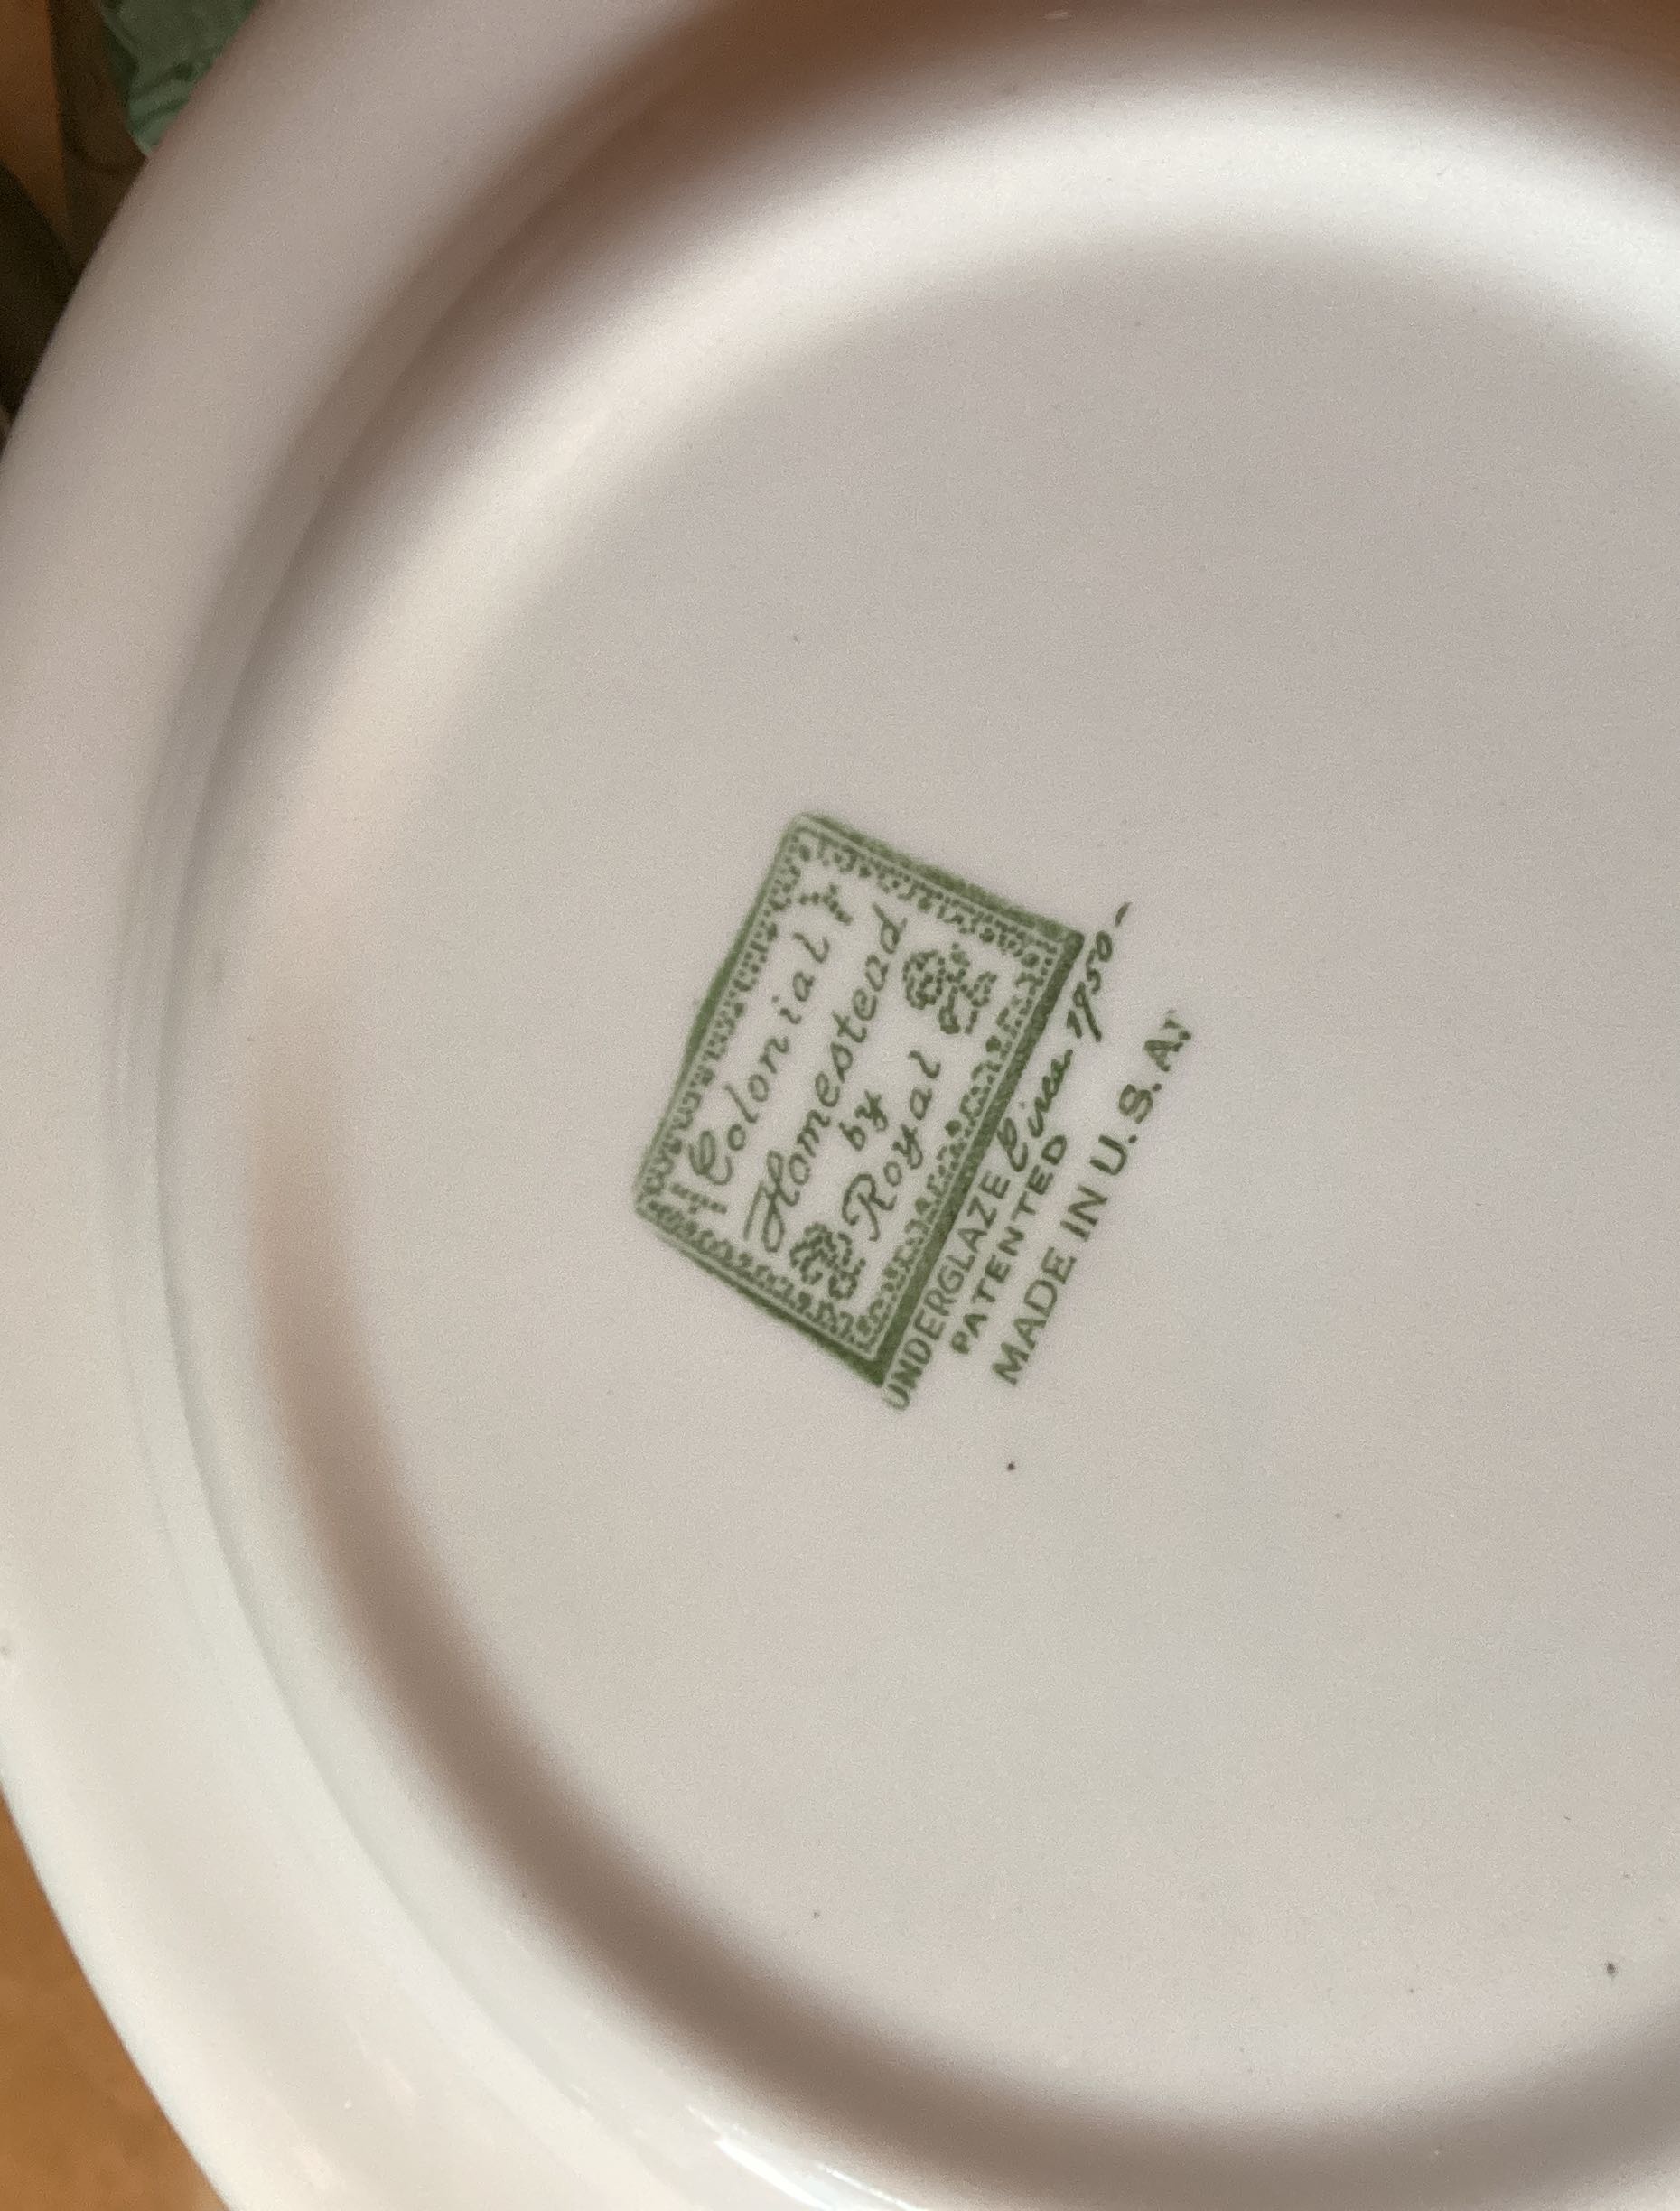 Colonial
Homestead
by
Royal
UNDERGLAZE Circa 1750-
PATENTED
MADE IN U.S.A.